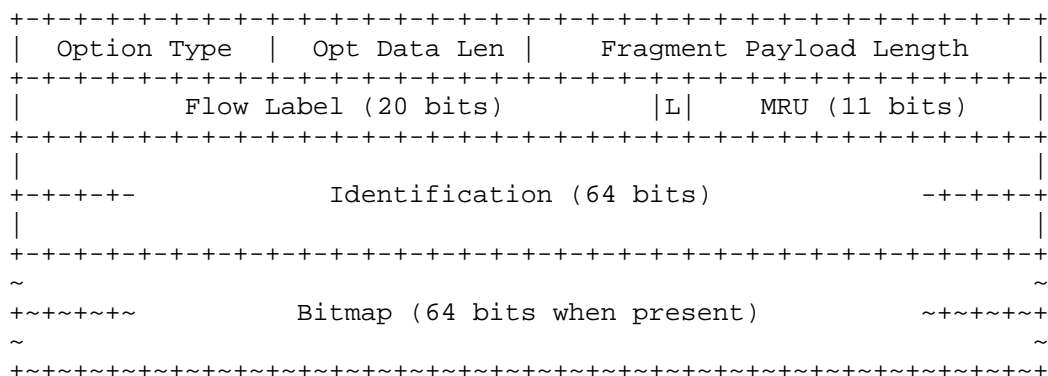 +-+-+-+-+-+-+-+-+-+-+-+-+-+-+-+-+-+-+-+-+-+-+-+-+-+-+-+-+-+-+-+-+
|  Option Type  |  Opt Data Len |    Fragment Payload Length    |
+-+-+-+-+-+-+-+-+-+-+-+-+-+-+-+-+-+-+-+-+-+-+-+-+-+-+-+-+-+-+-+-+
|          Flow Label (20 bits)         |L|    MRU (11 bits)    |
+-+-+-+-+-+-+-+-+-+-+-+-+-+-+-+-+-+-+-+-+-+-+-+-+-+-+-+-+-+-+-+-+
|                                                               |
+-+-+-+-            Identification (64 bits)             -+-+-+-+
|                                                               |
+-+-+-+-+-+-+-+-+-+-+-+-+-+-+-+-+-+-+-+-+-+-+-+-+-+-+-+-+-+-+-+-+
~                                                               ~
+~+~+~+~          Bitmap (64 bits when present)          ~+~+~+~+
~                                                               ~
+~+~+~+~+~+~+~+~+~+~+~+~+~+~+~+~+~+~+~+~+~+~+~+~+~+~+~+~+~+~+~+~+